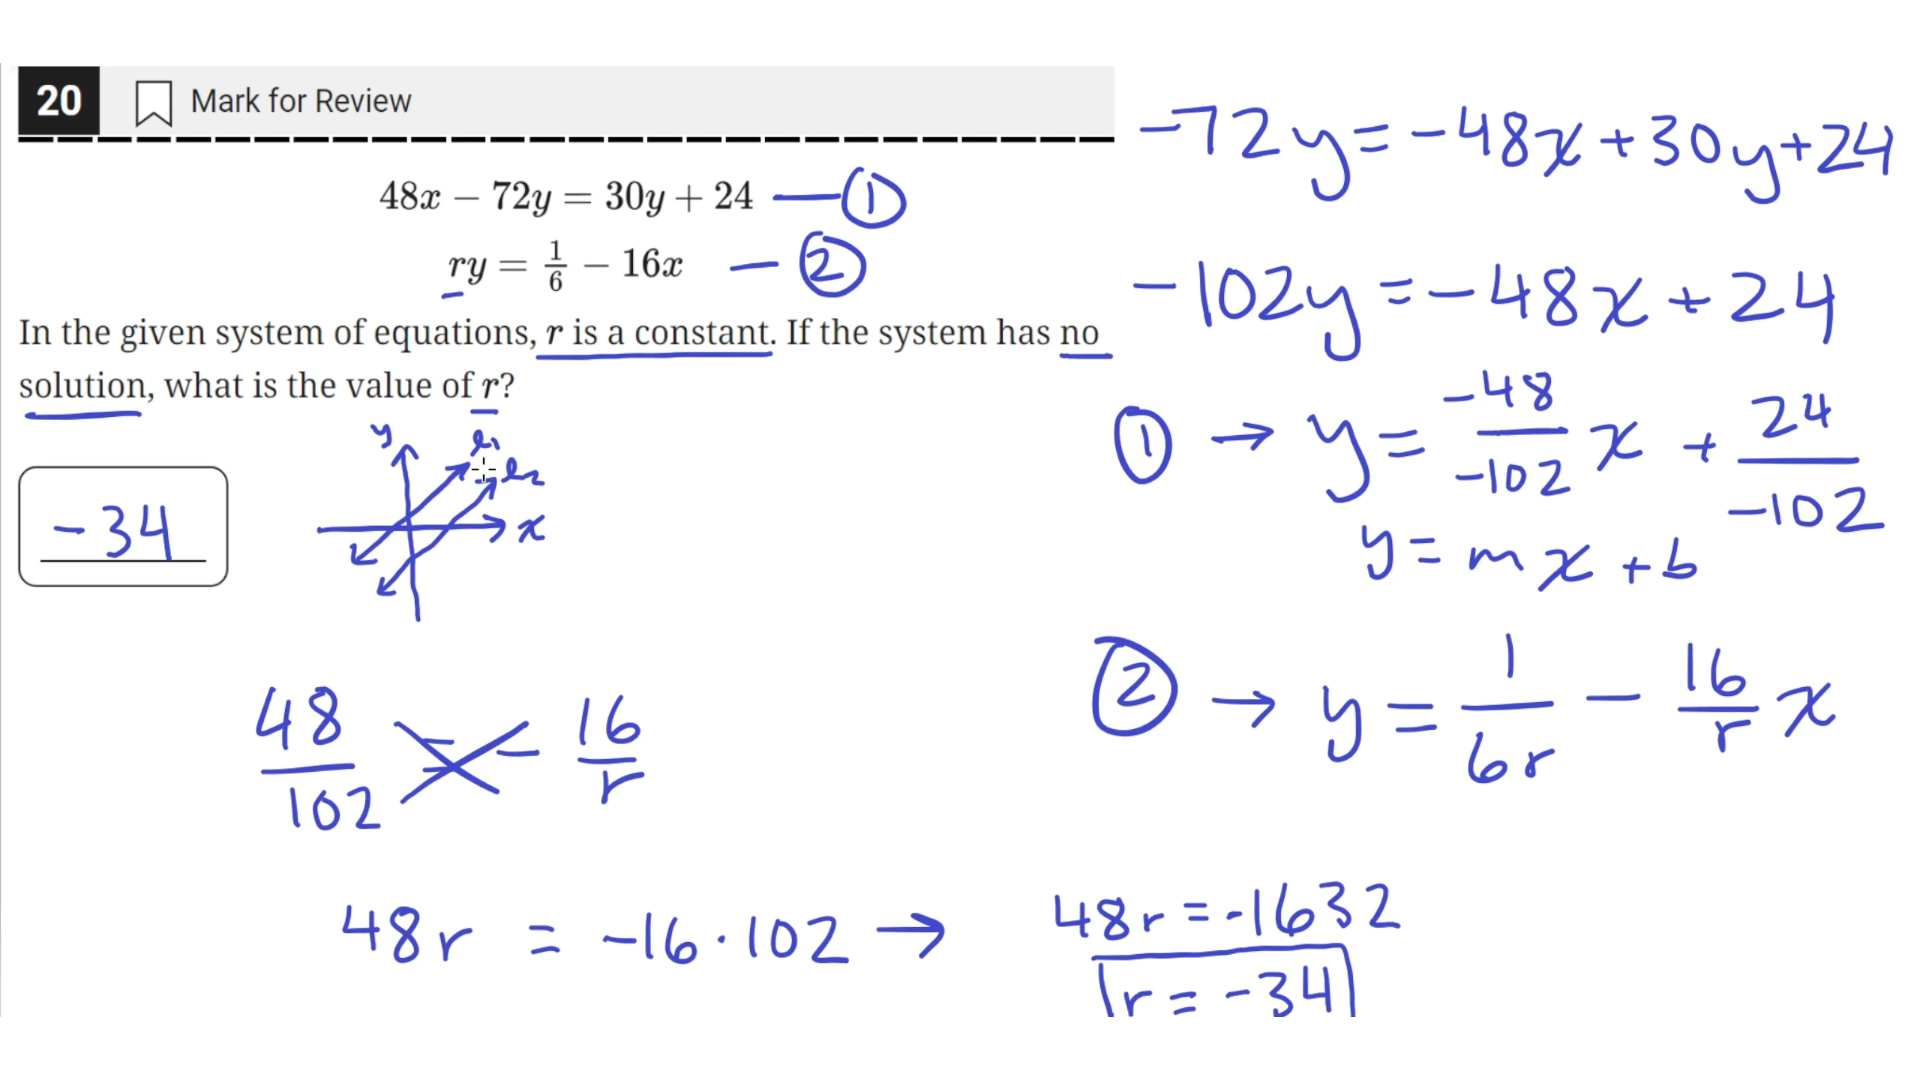 20 Mark for Review
48x − 72y = 30y + 24 — ①
ry = 1/6 − 16x — ②
In the given system of equations, r is a constant. If the system has no
solution, what is the value of r?
-34
y
l1
l2
x
48/102 = = 16/r
48r = -16·102 →
-72y = -48x + 30y + 24
-102y = -48x + 24
① → y = -48/-102 x + 24/-102
y = mx + b
② → y = 1/6r - 16/r x
48r = -1632
r = -34